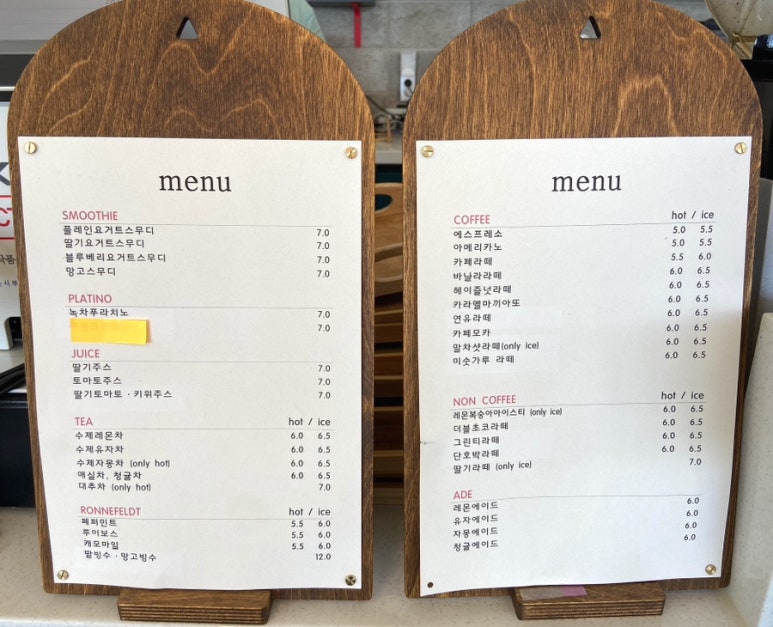 menu
SMOOTHIE
플레인요거트스무디 7.0
딸기요거트스무디 7.0
블루베리요거트스무디 7.0
망고스무디 7.0
PLATINO
녹차푸라치노 7.0
7.0
JUICE
딸기주스 7.0
토마토주스 7.0
딸기토마토 · 키위주스 7.0
TEA hot / ice
수제레몬차 6.0 6.5
수제유자차 6.0 6.5
수제자몽차 (only hot) 6.0 6.5
매실차, 청귤차 6.0 6.5
대추차 (only hot) 7.0
RONNEFELDT hot / ice
페퍼민트 5.5 6.0
루이보스 5.5 6.0
캐모마일 5.5 6.0
팥빙수 · 망고빙수 12.0
menu
COFFEE hot / ice
에스프레소 5.0 5.5
아메리카노 5.0 5.5
카페라떼 5.5 6.0
바닐라라떼 6.0 6.5
헤이즐넛라떼 6.0 6.5
카라멜마끼아또 6.0 6.5
연유라떼 6.0 6.5
카페모카 6.0 6.5
말차샷라떼(only ice) 6.0 6.5
미숫가루 라떼 6.0 6.5
NON COFFEE hot / ice
레몬복숭아아이스티 (only ice) 6.0 6.5
더블초코라떼 6.0 6.5
그린티라떼 6.0 6.5
단호박라떼 6.0 6.5
딸기라떼 (only ice) 7.0
ADE
레몬에이드 6.0
유자에이드 6.0
자몽에이드 6.0
청귤에이드 6.0